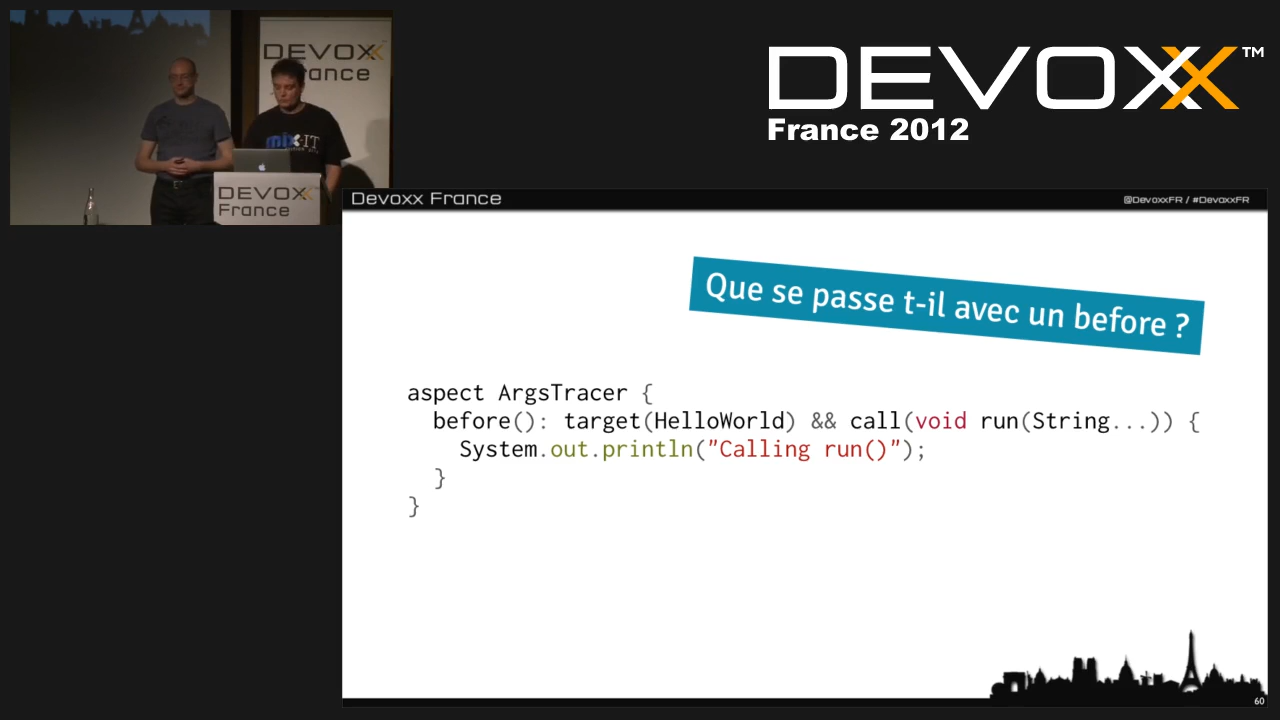 DEVOXX
France
mix-IT
DEVOXX
France
DEVOXX™
France 2012
Devoxx France
@DevoxxFR / #DevoxxFR
Que se passe t-il avec un before ?
aspect ArgsTracer {
before(): target(HelloWorld) && call(void run(String...)) {
System.out.println("Calling run()");
}
}
60